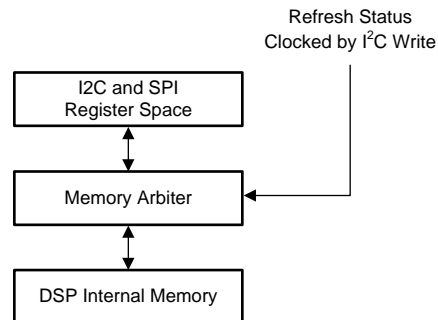 Refresh Status
Clocked by I²C Write
I2C and SPI
Register Space
Memory Arbiter
DSP Internal Memory